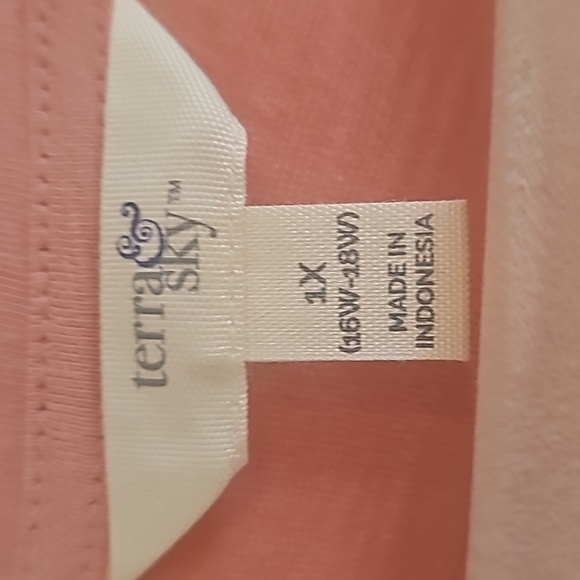 terra
sky™
1X
(16W-18W)
MADE IN
INDONESIA